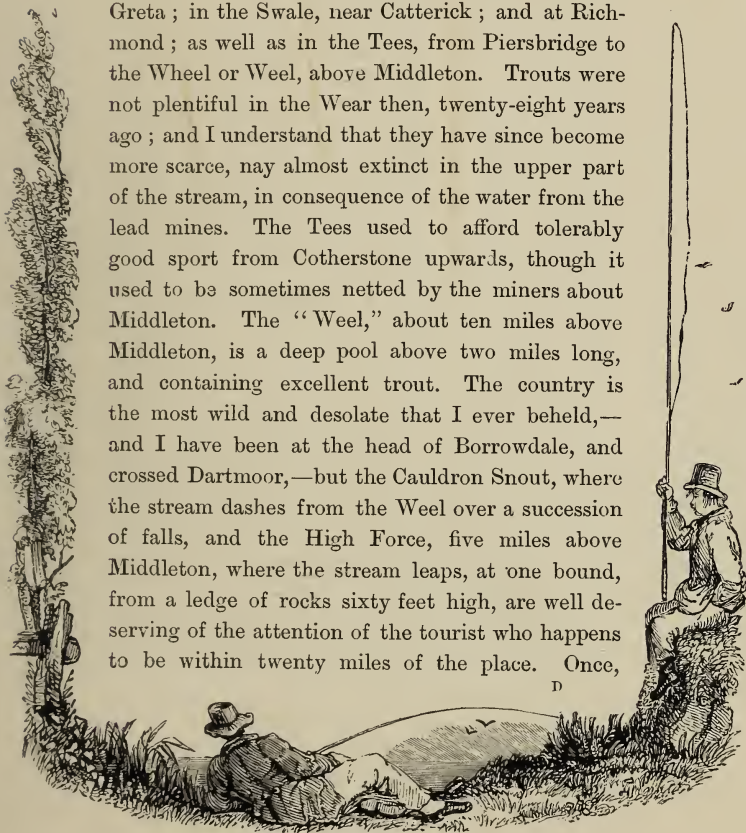 Greta ; in the Swale, near Catterick ; and at Rich-
mond ; as well as in the Tees, from Piersbridge to
the Wheel or Weel, above Middleton. Trouts were
not plentiful in the Wear then, twenty-eight years
ago ; and I understand that they have since become
more scarce, nay almost extinct in the upper part
of the stream, in consequence of the water from the
lead mines. The Tees used to afford tolerably
good sport from Cotherstone upwards, though it
used to be sometimes netted by the miners about
Middleton. The “Weel,” about ten miles above
Middleton, is a deep pool above two miles long,
and containing excellent trout. The country is
the most wild and desolate that I ever beheld,—
and I have been at the head of Borrowdale, and
crossed Dartmoor,—but the Cauldron Snout, where
the stream dashes from the Weel over a succession
of falls, and the High Force, five miles above
Middleton, where the stream leaps, at one bound,
from a ledge of rocks sixty feet high, are well de-
serving of the attention of the tourist who happens
to be within twenty miles of the place. Once,
D